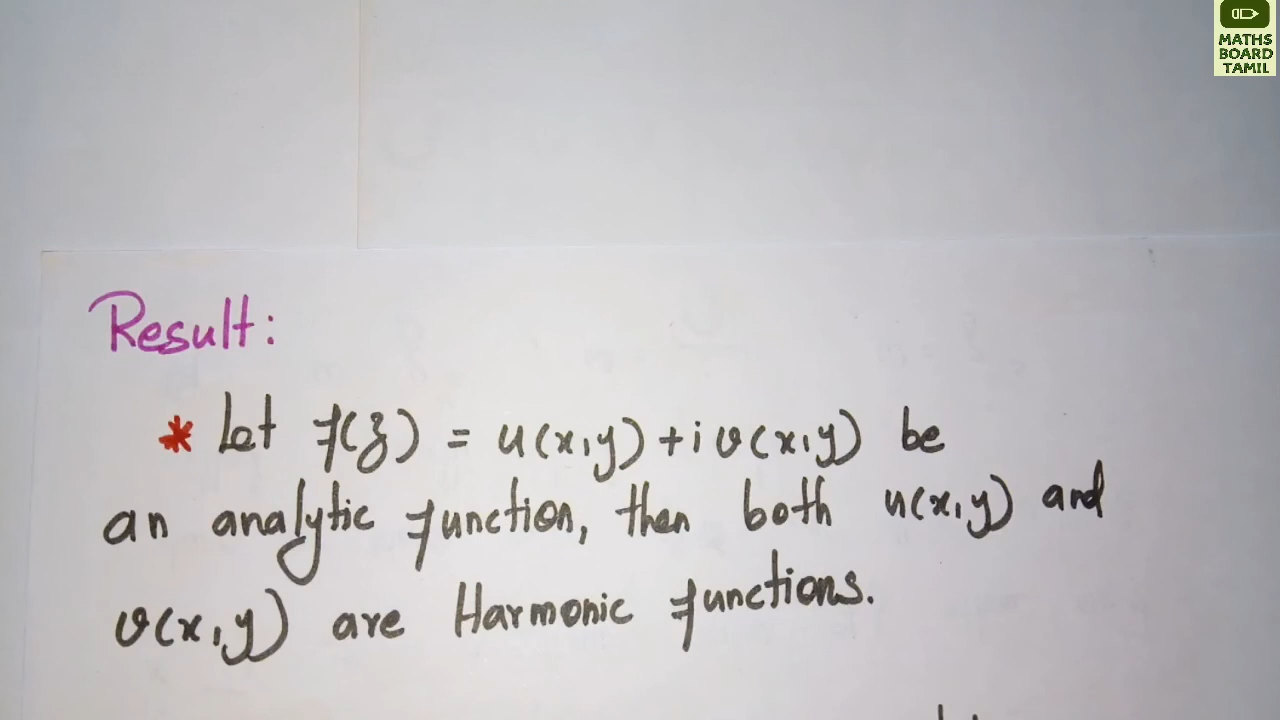 MATHS
BOARD
TAMIL
Result:
* Let f(z) = u(x,y) + i v(x,y) be
an analytic function, then both u(x,y) and
v(x,y) are Harmonic functions.